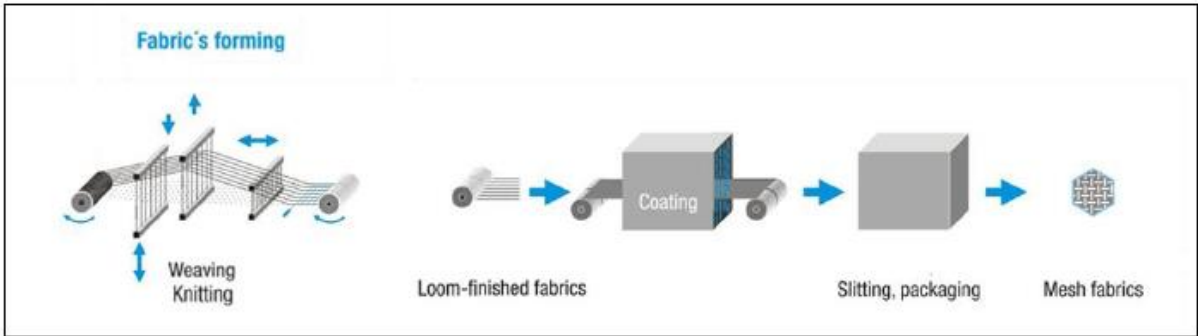 Fabric´s forming
Weaving
Knitting
Loom-finished fabrics
Coating
Slitting, packaging
Mesh fabrics